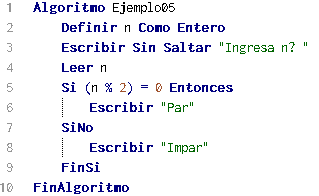 1 Algoritmo Ejemplo05
2 Definir n Como Entero
3 Escribir Sin Saltar "Ingresa n? "
4 Leer n
5 Si (n % 2) = 0 Entonces
6 Escribir "Par"
7 SiNo
8 Escribir "Impar"
9 FinSi
10 FinAlgoritmo